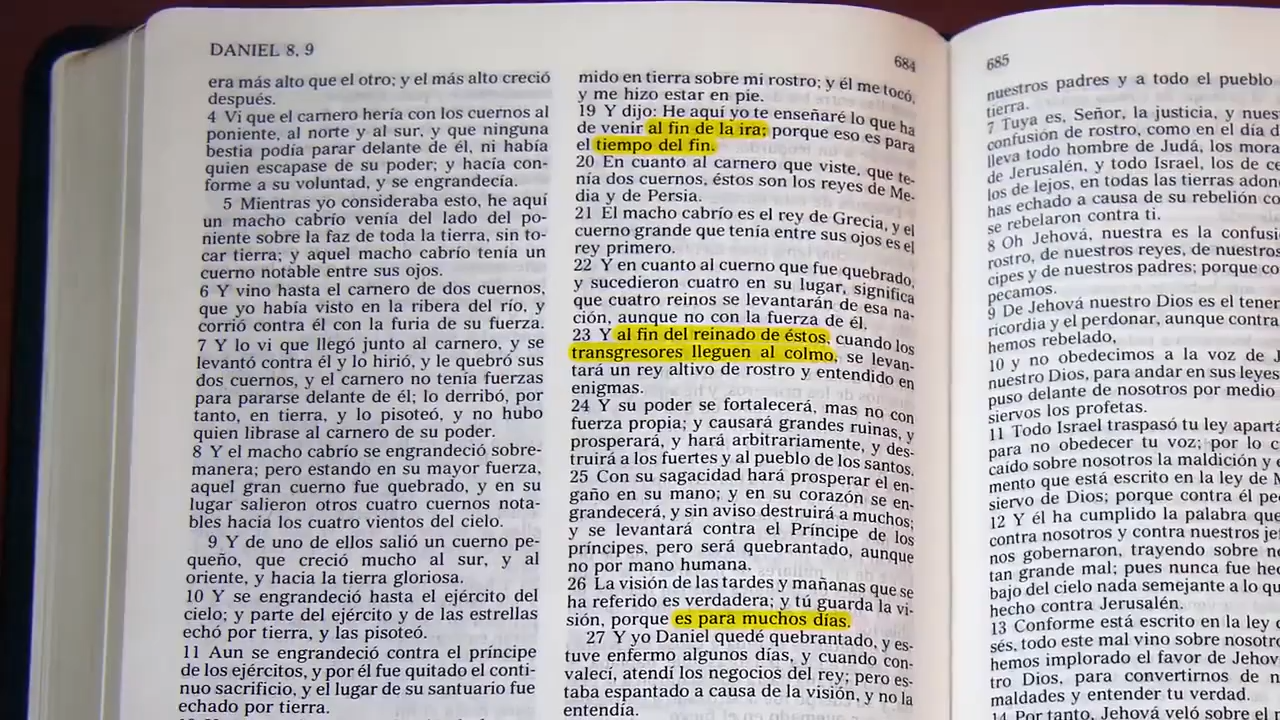 DANIEL 8, 9
684
era más alto que el otro; y el más alto creció
después.
4 Vi que el carnero hería con los cuernos al
poniente, al norte y al sur, y que ninguna
bestia podía parar delante de él, ni había
quien escapase de su poder; y hacía con-
forme a su voluntad, y se engrandecía.
5 Mientras yo consideraba esto, he aquí
un macho cabrío venía del lado del po-
niente sobre la faz de toda la tierra, sin to-
car tierra; y aquel macho cabrío tenía un
cuerno notable entre sus ojos.
6 Y vino hasta el carnero de dos cuernos,
que yo había visto en la ribera del río, y
corrió contra él con la furia de su fuerza.
7 Y lo vi que llegó junto al carnero, y se
levantó contra él y lo hirió, y le quebró sus
dos cuernos, y el carnero no tenía fuerzas
para pararse delante de él; lo derribó, por
tanto, en tierra, y lo pisoteó, y no hubo
quien librase al carnero de su poder.
8 Y el macho cabrío se engrandeció sobre-
manera; pero estando en su mayor fuerza,
aquel gran cuerno fue quebrado, y en su
lugar salieron otros cuatro cuernos nota-
bles hacia los cuatro vientos del cielo.
9 Y de uno de ellos salió un cuerno pe-
queño, que creció mucho al sur, y al
oriente, y hacia la tierra gloriosa.
10 Y se engrandeció hasta el ejército del
cielo; y parte del ejército y de las estrellas
echó por tierra, y las pisoteó.
11 Aun se engrandeció contra el príncipe
de los ejércitos, y por él fue quitado el conti-
nuo sacrificio, y el lugar de su santuario fue
echado por tierra.
mido en tierra sobre mi rostro; y él me tocó,
y me hizo estar en pie.
19 Y dijo: He aquí yo te enseñaré lo que ha
de venir al fin de la ira; porque eso es para
el tiempo del fin.
20 En cuanto al carnero que viste, que te-
nía dos cuernos, éstos son los reyes de Me-
dia y de Persia.
21 El macho cabrío es el rey de Grecia, y el
cuerno grande que tenía entre sus ojos es el
rey primero.
22 Y en cuanto al cuerno que fue quebrado,
y sucedieron cuatro en su lugar, significa
que cuatro reinos se levantarán de esa na-
ción, aunque no con la fuerza de él.
23 Y al fin del reinado de éstos, cuando los
transgresores lleguen al colmo, se levan-
tará un rey altivo de rostro y entendido en
enigmas.
24 Y su poder se fortalecerá, mas no con
fuerza propia; y causará grandes ruinas, y
prosperará, y hará arbitrariamente, y des-
truirá a los fuertes y al pueblo de los santos.
25 Con su sagacidad hará prosperar el en-
gaño en su mano; y en su corazón se en-
grandecerá, y sin aviso destruirá a muchos;
y se levantará contra el Príncipe de los
príncipes, pero será quebrantado, aunque
no por mano humana.
26 La visión de las tardes y mañanas que se
ha referido es verdadera; y tú guarda la vi-
sión, porque es para muchos días.
27 Y yo Daniel quedé quebrantado, y es-
tuve enfermo algunos días, y cuando con-
valecí, atendí los negocios del rey; pero es-
taba espantado a causa de la visión, y no la
entendía.
685
nuestros padres y a todo el pueblo
tierra.
7 Tuya es, Señor, la justicia, y nues
confusión de rostro, como en el día d
lleva todo hombre de Judá, los mora
de Jerusalén, y todo Israel, los de c
los de lejos, en todas las tierras adon
has echado a causa de su rebelión co
se rebelaron contra ti.
8 Oh Jehová, nuestra es la confusi
rostro, de nuestros reyes, de nuestros
cipes y de nuestros padres; porque co
pecamos.
9 De Jehová nuestro Dios es el tener
ricordia y el perdonar, aunque contra
hemos rebelado,
10 y no obedecimos a la voz de J
nuestro Dios, para andar en sus leyes
puso delante de nosotros por medio
siervos los profetas.
11 Todo Israel traspasó tu ley apartá
para no obedecer tu voz; por lo c
caído sobre nosotros la maldición y e
mento que está escrito en la ley de M
siervo de Dios; porque contra él pe
12 Y él ha cumplido la palabra que
contra nosotros y contra nuestros je
nos gobernaron, trayendo sobre no
tan grande mal; pues nunca fue hec
bajo del cielo nada semejante a lo qu
hecho contra Jerusalén.
13 Conforme está escrito en la ley d
sés, todo este mal vino sobre nosotro
hemos implorado el favor de Jehov
tro Dios, para convertirnos de n
maldades y entender tu verdad.
14 Por tanto, Jehová veló sobre el m